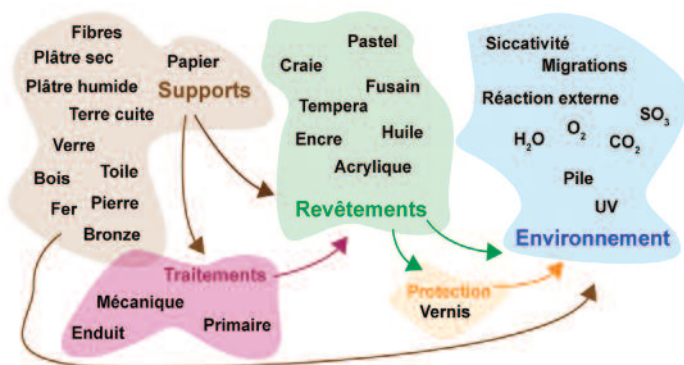 Fibres
Plâtre sec
Papier
Plâtre humide
Supports
Terre cuite
Verre
Bois
Toile
Fer
Pierre
Bronze
Traitements
Mécanique
Enduit
Primaire
Pastel
Craie
Fusain
Tempera
Encre
Huile
Acrylique
Revêtements
Protection
Vernis
Siccativité
Migrations
Réaction externe
SO₃
H₂O
O₂
CO₂
Pile
UV
Environnement